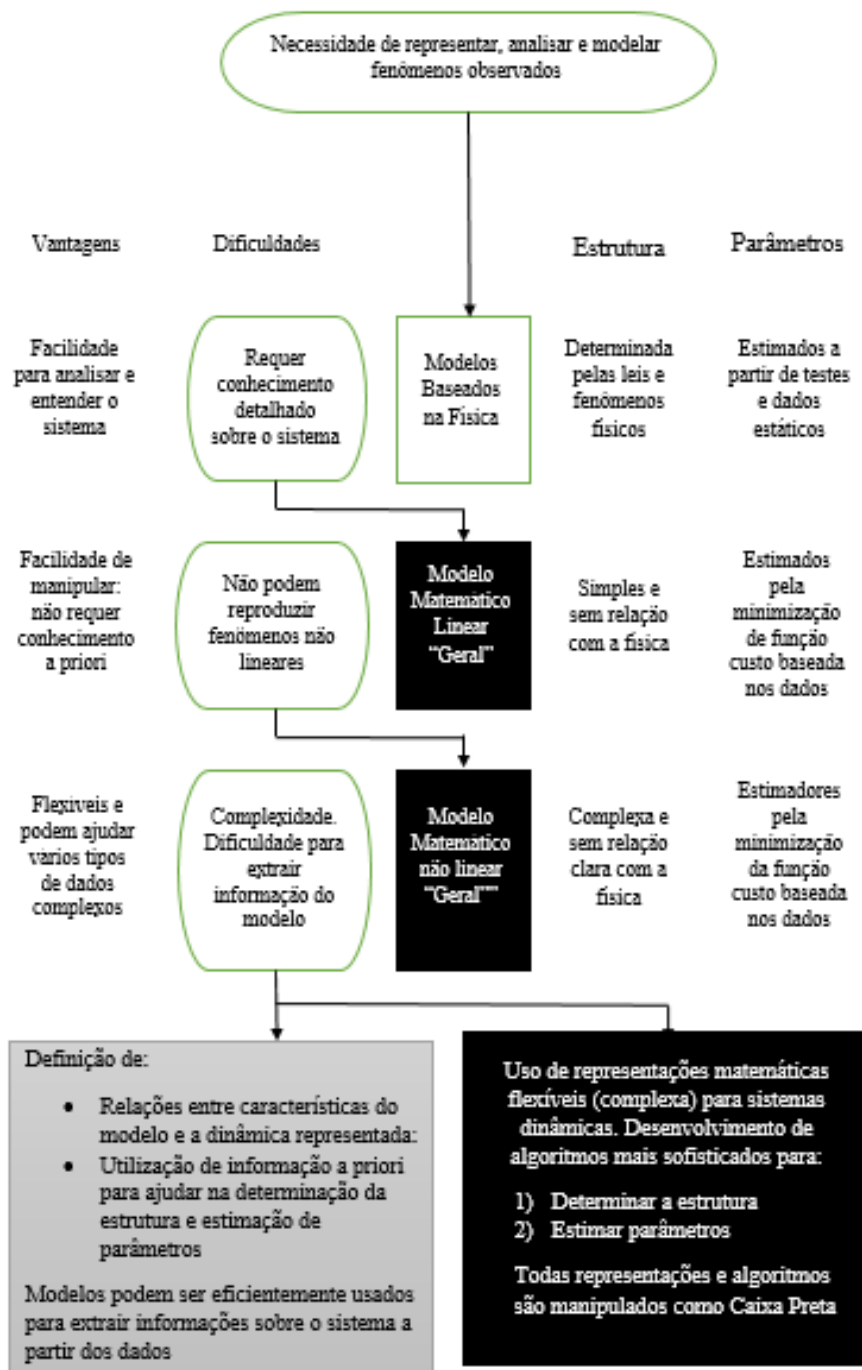 Necessidade de representar, analisar e modelar
fenômenos observados
Vantagens
Dificuldades
Estrutura
Parâmetros
Facilidade
para analisar e
entender o
sistema
Requer
conhecimento
detalhado
sobre o sistema
Modelos
Baseados
na Física
Determinada
pelas leis e
fenômenos
físicos
Estimados a
partir de testes
e dados
estáticos
Facilidade de
manipular:
não requer
conhecimento
a priori
Não podem
reproduzir
fenômenos não
lineares
Modelo
Matemático
Linear
“Geral”
Simples e
sem relação
com a física
Estimados
pela
minimização
de função
custo baseada
nos dados
Flexíveis e
podem ajudar
vários tipos
de dados
complexos
Complexidade.
Dificuldade para
extrair
informação do
modelo
Modelo
Matemático
não linear
“Geral””
Complexa e
sem relação
clara com a
física
Estimadores
pela
minimização
da função
custo baseada
nos dados
Definição de:
• Relações entre características do
modelo e a dinâmica representada:
• Utilização de informação a priori
para ajudar na determinação da
estrutura e estimação de
parâmetros
Modelos podem ser eficientemente usados
para extrair informações sobre o sistema a
partir dos dados
Uso de representações matemáticas
flexíveis (complexa) para sistemas
dinâmicas. Desenvolvimento de
algoritmos mais sofisticados para:
1) Determinar a estrutura
2) Estimar parâmetros
Todas representações e algoritmos
são manipulados como Caixa Preta